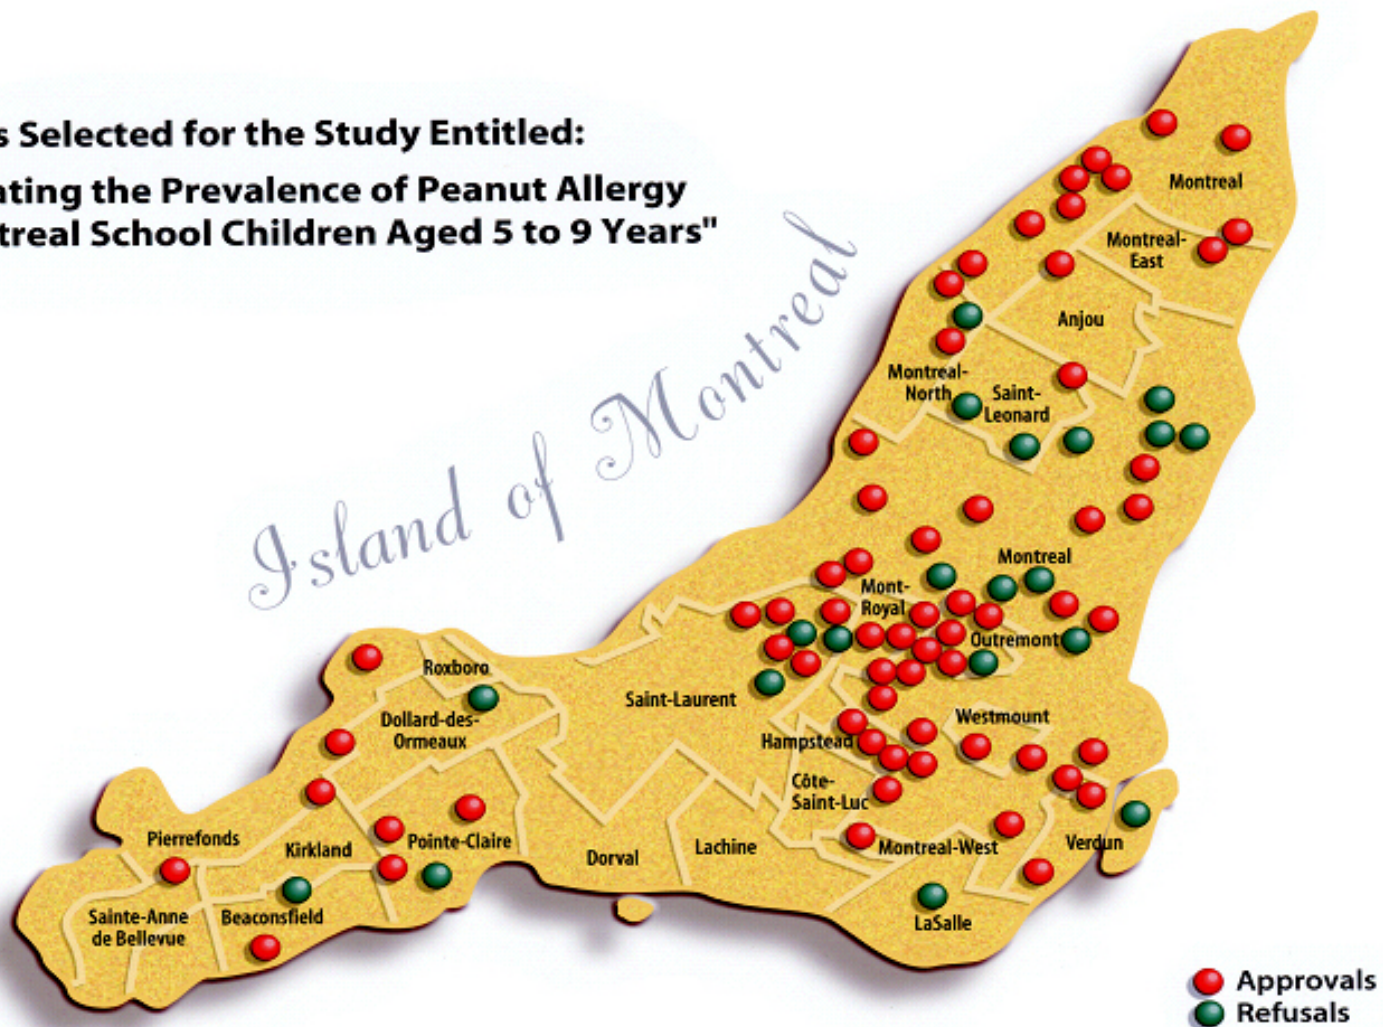 s Selected for the Study Entitled:
ating the Prevalence of Peanut Allergy
treal School Children Aged 5 to 9 Years"
Island of Montreal
Montreal
Montreal-
East
Anjou
Montreal-
North
Saint-
Leonard
Montreal
Mont-
Royal
Outremont
Roxboro
Saint-Laurent
Dollard-des-
Ormeaux
Westmount
Hampstead
Côte-
Saint-Luc
Pierrefonds
Kirkland
Pointe-Claire
Dorval
Lachine
Montreal-West
Verdun
Sainte-Anne
de Bellevue
Beaconsfield
LaSalle
Approvals
Refusals